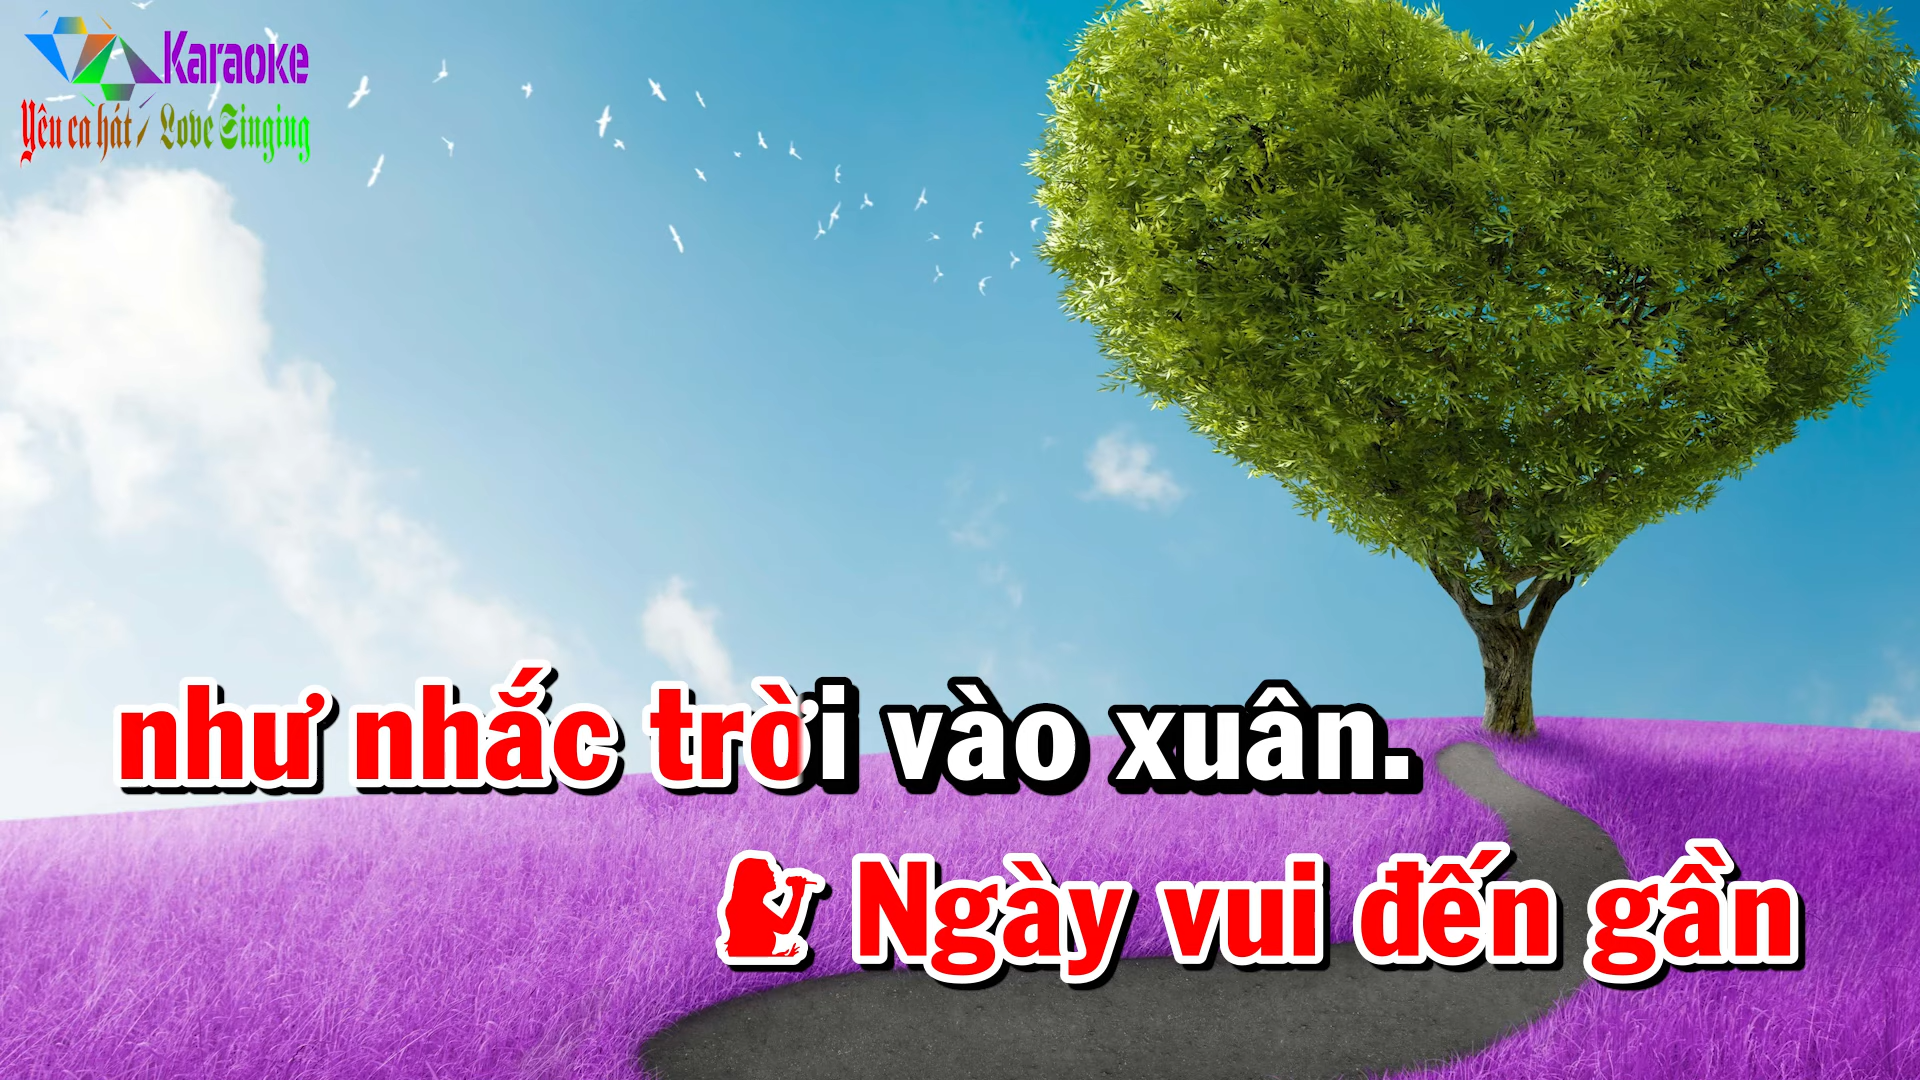 Karaoke
Yêu ca hát / Love Singing
như nhắc trời vào xuân.
Ngày vui đến gần